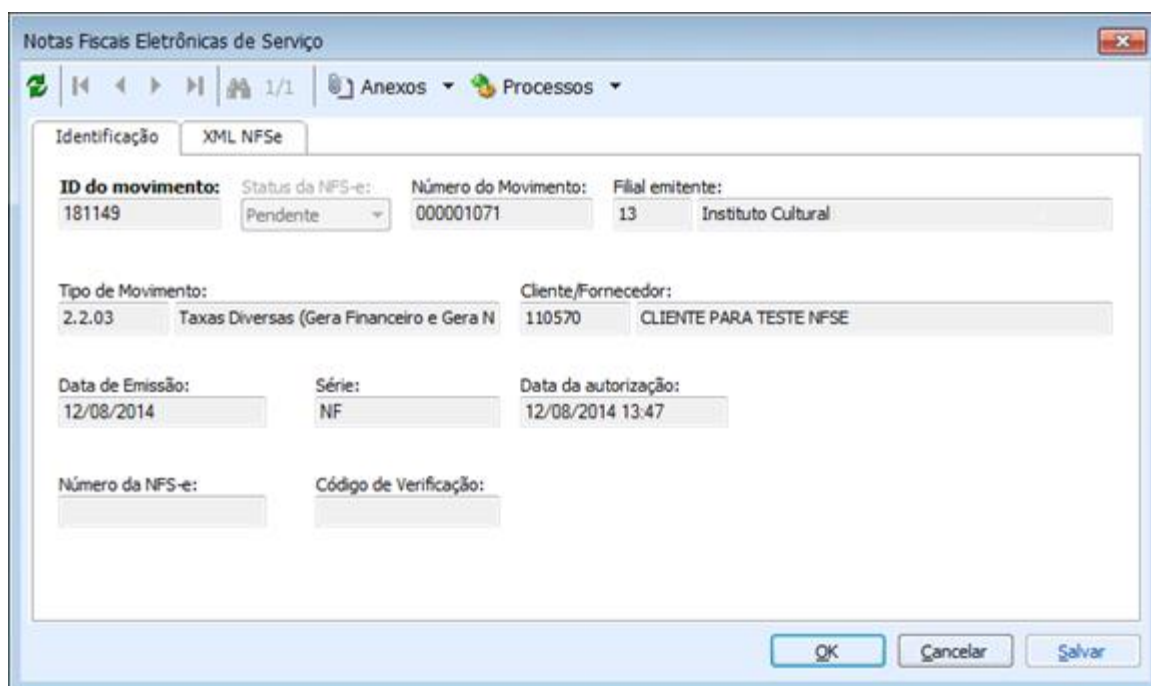 Notas Fiscais Eletrônicas de Serviço
1/1 Anexos Processos
Identificação XML NFSe
ID do movimento: Status da NFS-e: Número do Movimento: Filial emitente:
181149 Pendente 000001071 13 Instituto Cultural
Tipo de Movimento: Cliente/Fornecedor:
2.2.03 Taxas Diversas (Gera Financeiro e Gera N 110570 CLIENTE PARA TESTE NFSE
Data de Emissão: Série: Data da autorização:
12/08/2014 NF 12/08/2014 13:47
Número da NFS-e: Código de Verificação:
OK Cancelar Salvar